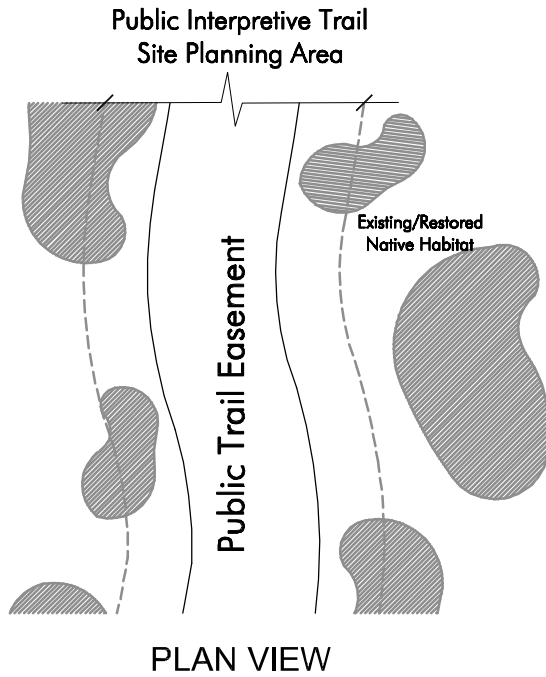 Public Interpretive Trail
Site Planning Area
Existing/Restored
Native Habitat
Public Trail Easement
PLAN VIEW